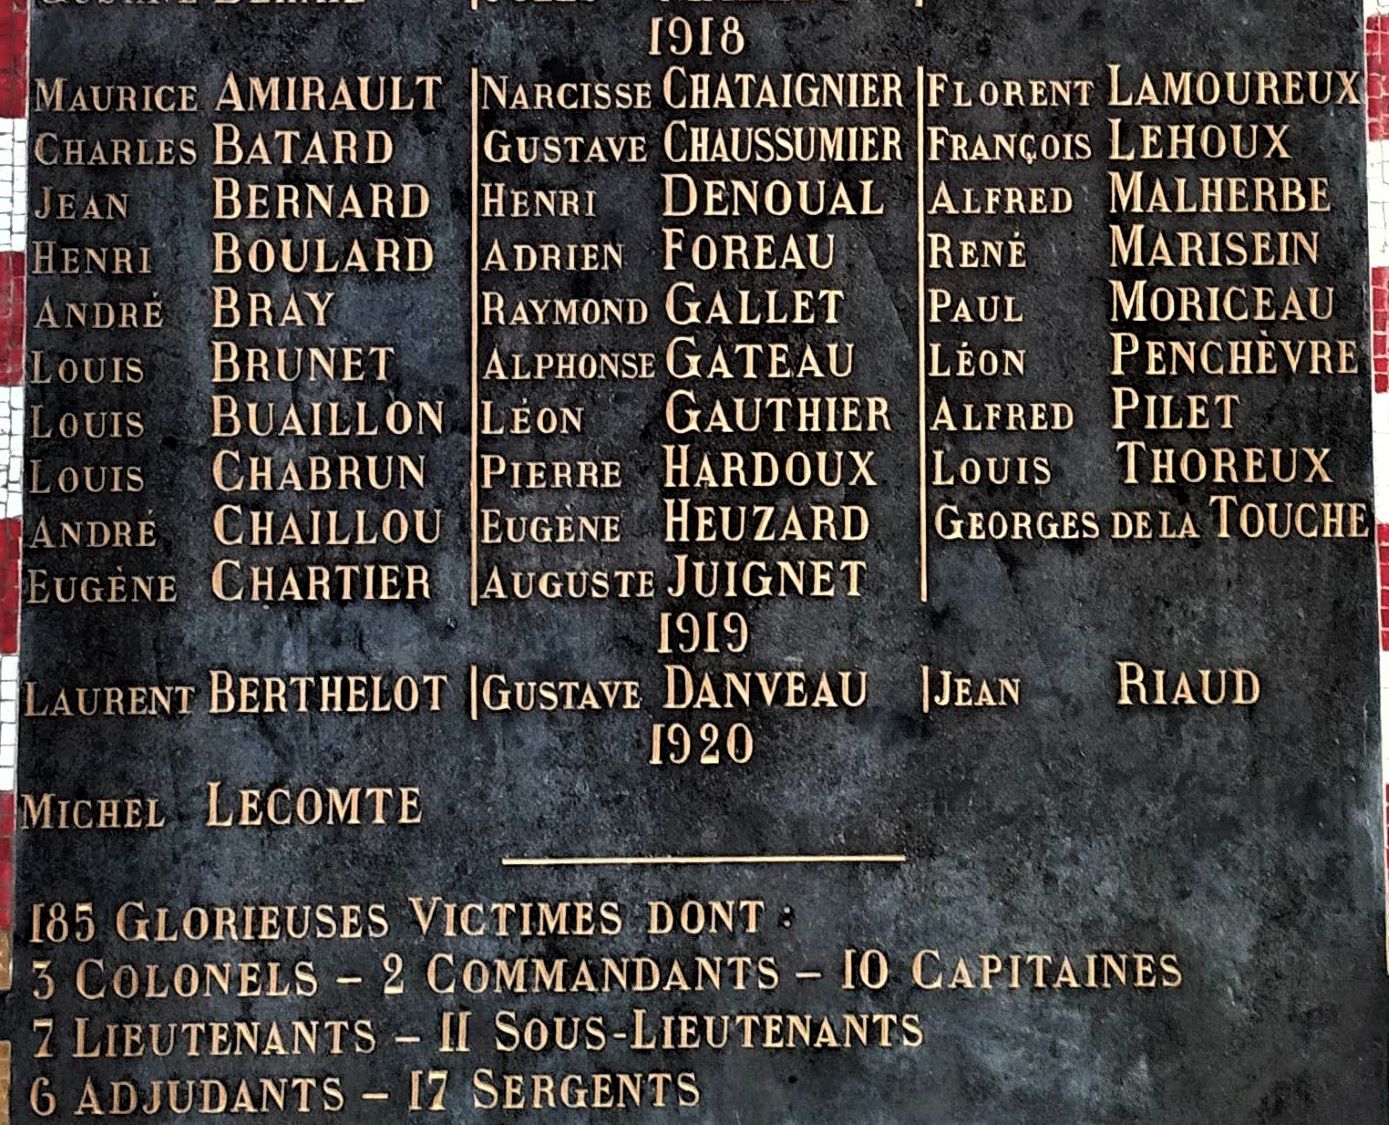 1918
MAURICE AMIRAULT | NARCISSE CHATAIGNIER | FLORENT LAMOUREUX
CHARLES BATARD | GUSTAVE CHAUSSUMIER | FRANÇOIS LEHOUX
JEAN BERNARD | HENRI DENOUAL | ALFRED MALHERBE
HENRI BOULARD | ADRIEN FOREAU | RENÉ MARISEIN
ANDRÉ BRAY | RAYMOND GALLET | PAUL MORICEAU
LOUIS BRUNET | ALPHONSE GATEAU | LÉON PENCHÈVRE
LOUIS BUAILLON | LÉON GAUTHIER | ALFRED PILET
LOUIS CHABRUN | PIERRE HARDOUX | LOUIS THOREUX
ANDRÉ CHAILLOU | EUGÈNE HEUZARD | GEORGES DE LA TOUCHE
EUGÈNE CHARTIER | AUGUSTE JUIGNET |
1919
LAURENT BERTHELOT | GUSTAVE DANVEAU | JEAN RIAUD
1920
MICHEL LECOMTE
185 GLORIEUSES VICTIMES DONT :
3 COLONELS – 2 COMMANDANTS – 10 CAPITAINES
7 LIEUTENANTS – 11 SOUS-LIEUTENANTS
6 ADJUDANTS – 17 SERGENTS